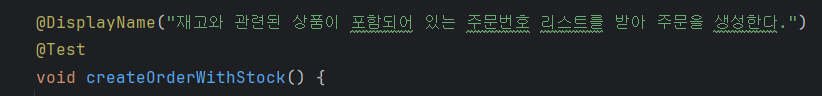 @DisplayName("재고와 관련된 상품이 포함되어 있는 주문번호 리스트를 받아 주문을 생성한다.")
@Test
void createOrderWithStock() {